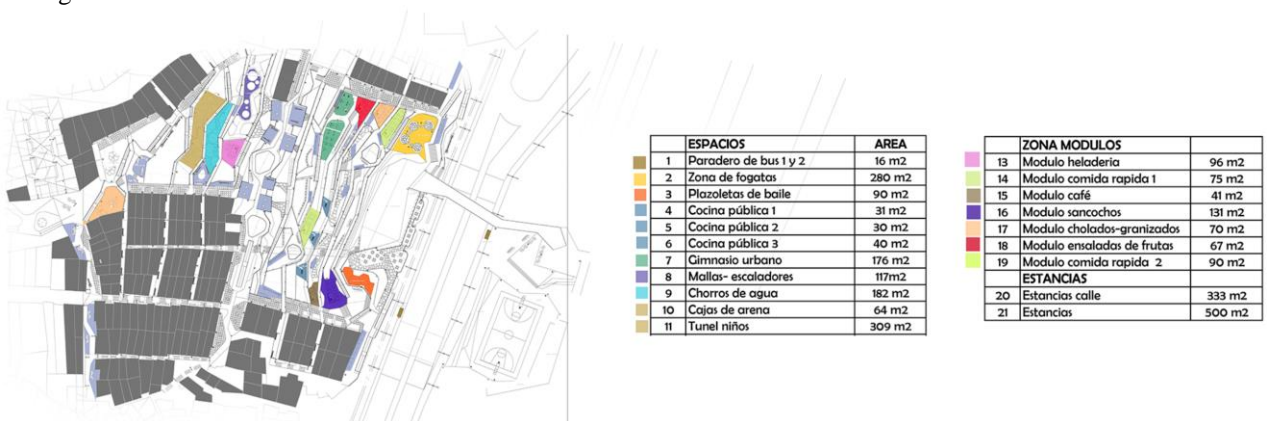 ESPACIOS AREA
1 Paradero de bus 1 y 2 16 m2
2 Zona de fogatas 280 m2
3 Plazoletas de baile 90 m2
4 Cocina pública 1 31 m2
5 Cocina pública 2 30 m2
6 Cocina pública 3 40 m2
7 Gimnasio urbano 176 m2
8 Mallas- escaladores 117m2
9 Chorros de agua 182 m2
10 Cajas de arena 64 m2
11 Tunel niños 309 m2
ZONA MODULOS
13 Modulo heladeria 96 m2
14 Modulo comida rapida 1 75 m2
15 Modulo café 41 m2
16 Modulo sancochos 131 m2
17 Modulo cholados-granizados 70 m2
18 Modulo ensaladas de frutas 67 m2
19 Modulo comida rapida 2 90 m2
ESTANCIAS
20 Estancias calle 333 m2
21 Estancias 500 m2